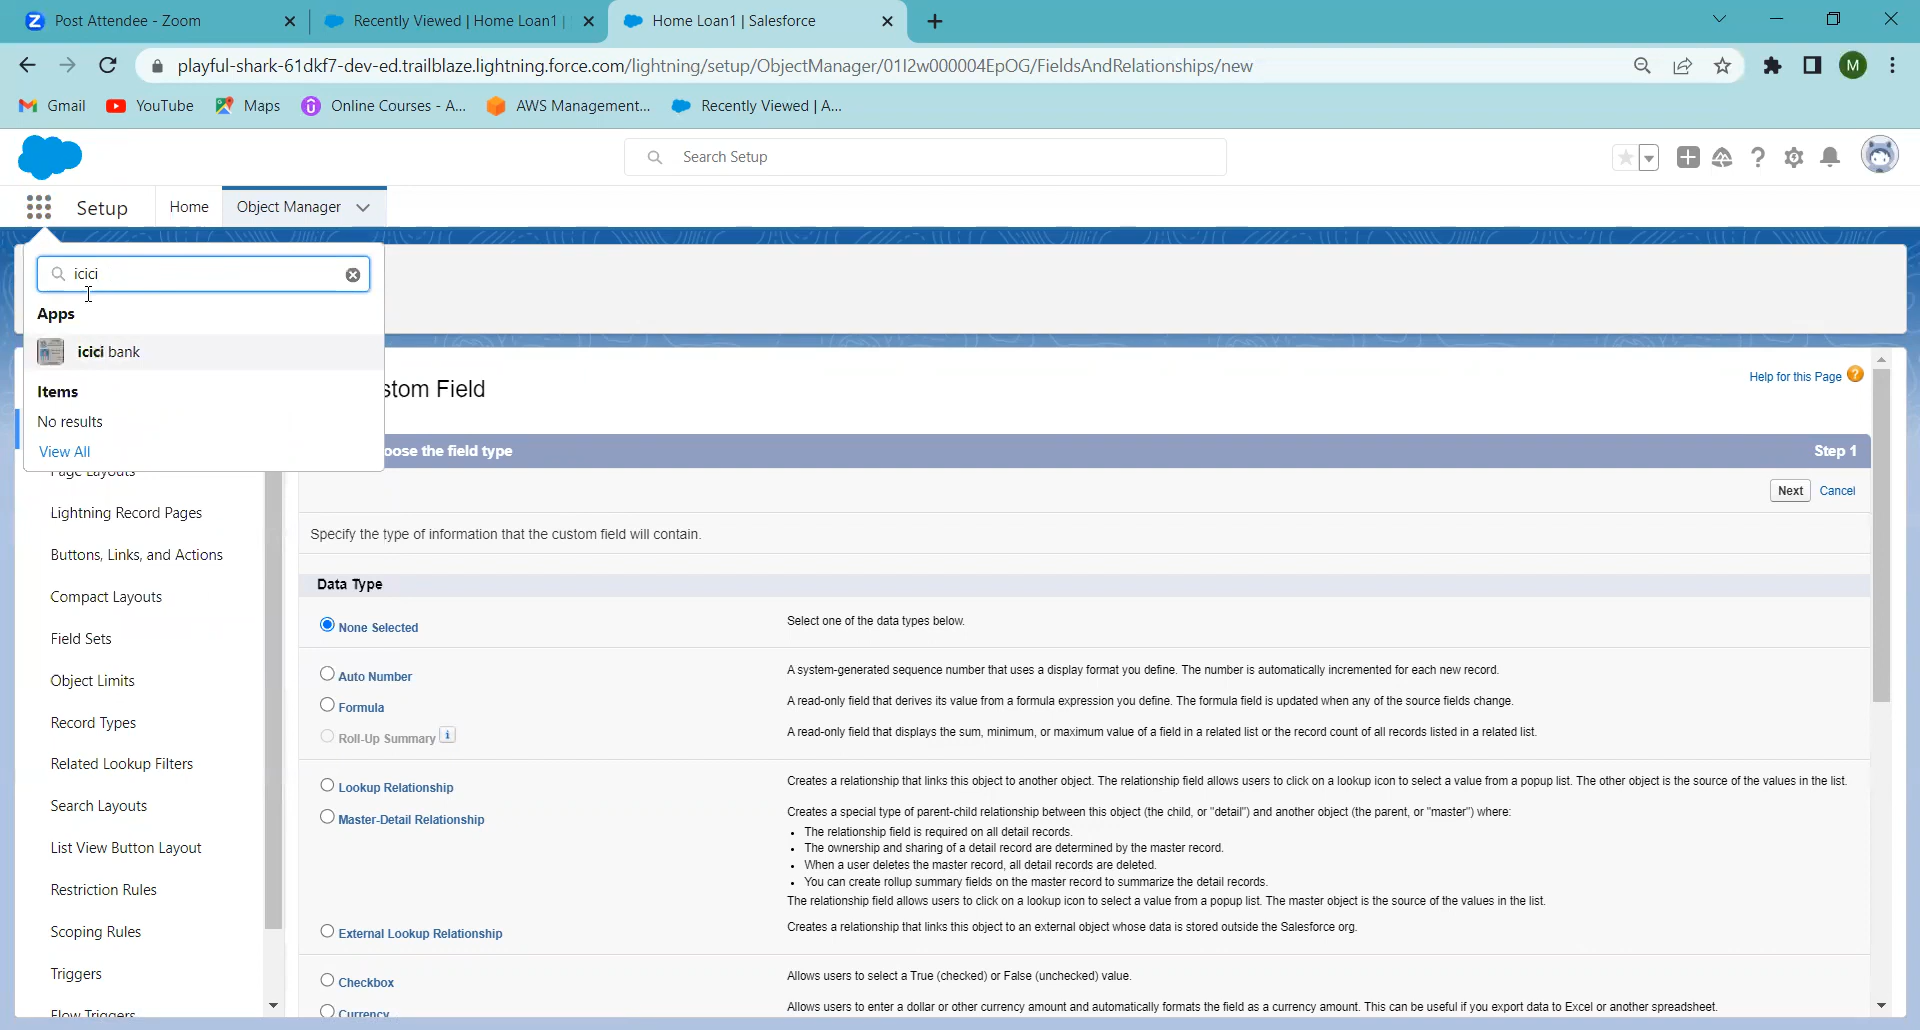 Post Attendee - Zoom
Recently Viewed | Home Loan1 |
Home Loan1 | Salesforce
playful-shark-61dkf7-dev-ed.trailblaze.lightning.force.com/lightning/setup/ObjectManager/01I2w000004EpOG/FieldsAndRelationships/new
M
Gmail
YouTube
Maps
Online Courses - A...
AWS Management...
Recently Viewed | A...
Search Setup
Setup
Home
Object Manager
icici
Apps
icici bank
Items
No results
View All
stom Field
Help for this Page
oose the field type
Step 1
Next
Cancel
Specify the type of information that the custom field will contain.
Page Layouts
Lightning Record Pages
Buttons, Links, and Actions
Compact Layouts
Field Sets
Object Limits
Record Types
Related Lookup Filters
Search Layouts
List View Button Layout
Restriction Rules
Scoping Rules
Triggers
Flow Triggers
Data Type
None Selected
Select one of the data types below.
Auto Number
A system-generated sequence number that uses a display format you define. The number is automatically incremented for each new record.
Formula
A read-only field that derives its value from a formula expression you define. The formula field is updated when any of the source fields change.
Roll-Up Summary
A read-only field that displays the sum, minimum, or maximum value of a field in a related list or the record count of all records listed in a related list.
Lookup Relationship
Creates a relationship that links this object to another object. The relationship field allows users to click on a lookup icon to select a value from a popup list. The other object is the source of the values in the list.
Master-Detail Relationship
Creates a special type of parent-child relationship between this object (the child, or "detail") and another object (the parent, or "master") where:
• The relationship field is required on all detail records.
• The ownership and sharing of a detail record are determined by the master record.
• When a user deletes the master record, all detail records are deleted.
• You can create rollup summary fields on the master record to summarize the detail records.
The relationship field allows users to click on a lookup icon to select a value from a popup list. The master object is the source of the values in the list.
External Lookup Relationship
Creates a relationship that links this object to an external object whose data is stored outside the Salesforce org.
Checkbox
Allows users to select a True (checked) or False (unchecked) value.
Currency
Allows users to enter a dollar or other currency amount and automatically formats the field as a currency amount. This can be useful if you export data to Excel or another spreadsheet.